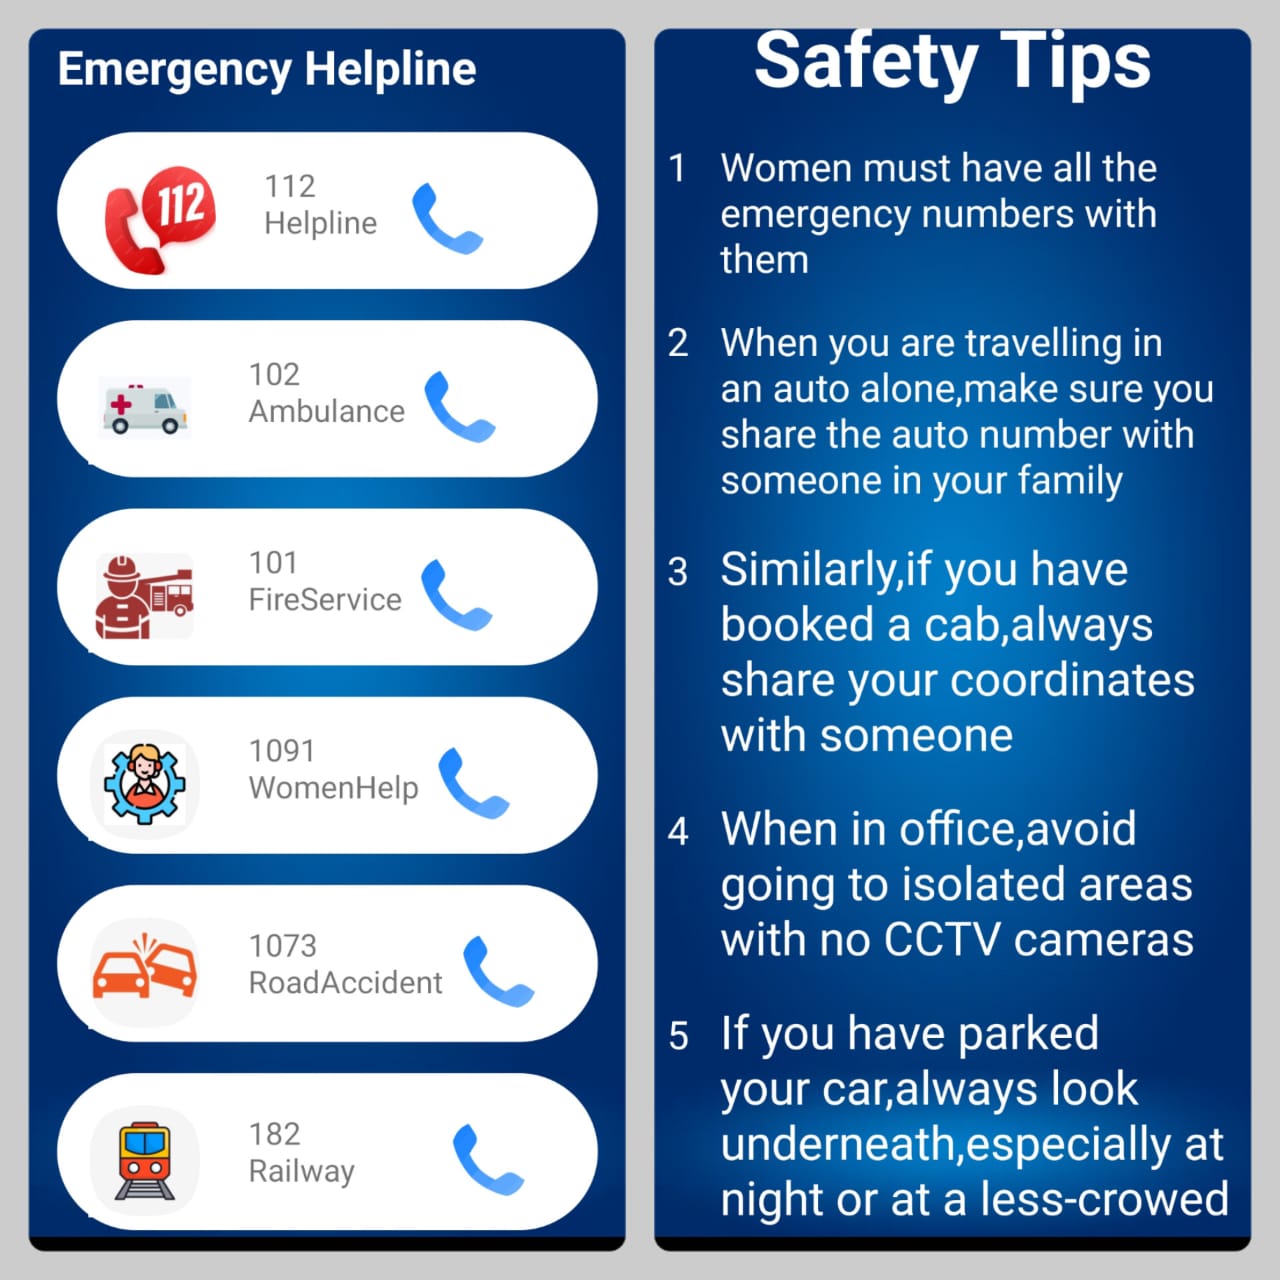 Emergency Helpline
112
112
Helpline
102
Ambulance
101
FireService
1091
WomenHelp
1073
RoadAccident
182
Railway
Safety Tips
1 Women must have all the
emergency numbers with
them
2 When you are travelling in
an auto alone,make sure you
share the auto number with
someone in your family
3 Similarly,if you have
booked a cab,always
share your coordinates
with someone
4 When in office,avoid
going to isolated areas
with no CCTV cameras
5 If you have parked
your car,always look
underneath,especially at
night or at a less-crowed